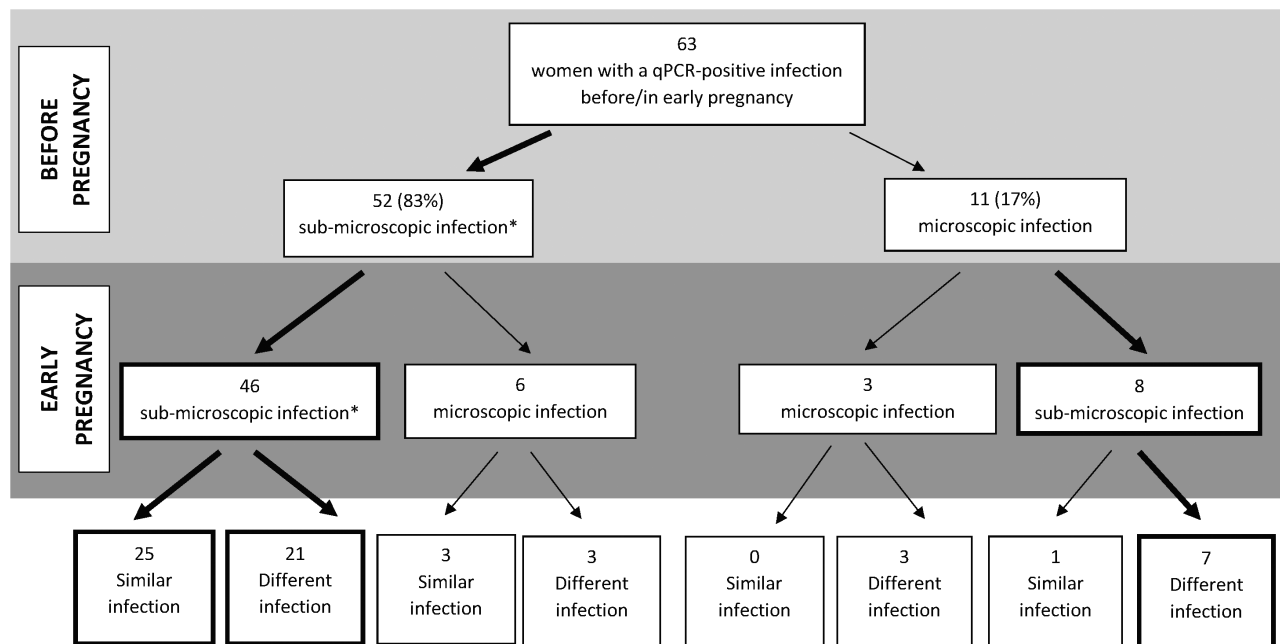 BEFORE
PREGNANCY
63
women with a qPCR-positive infection
before/in early pregnancy
52 (83%)
sub-microscopic infection*
11 (17%)
microscopic infection
EARLY
PREGNANCY
46
sub-microscopic infection*
6
microscopic infection
3
microscopic infection
8
sub-microscopic infection
25
Similar
infection
21
Different
infection
3
Similar
infection
3
Different
infection
0
Similar
infection
3
Different
infection
1
Similar
infection
7
Different
infection